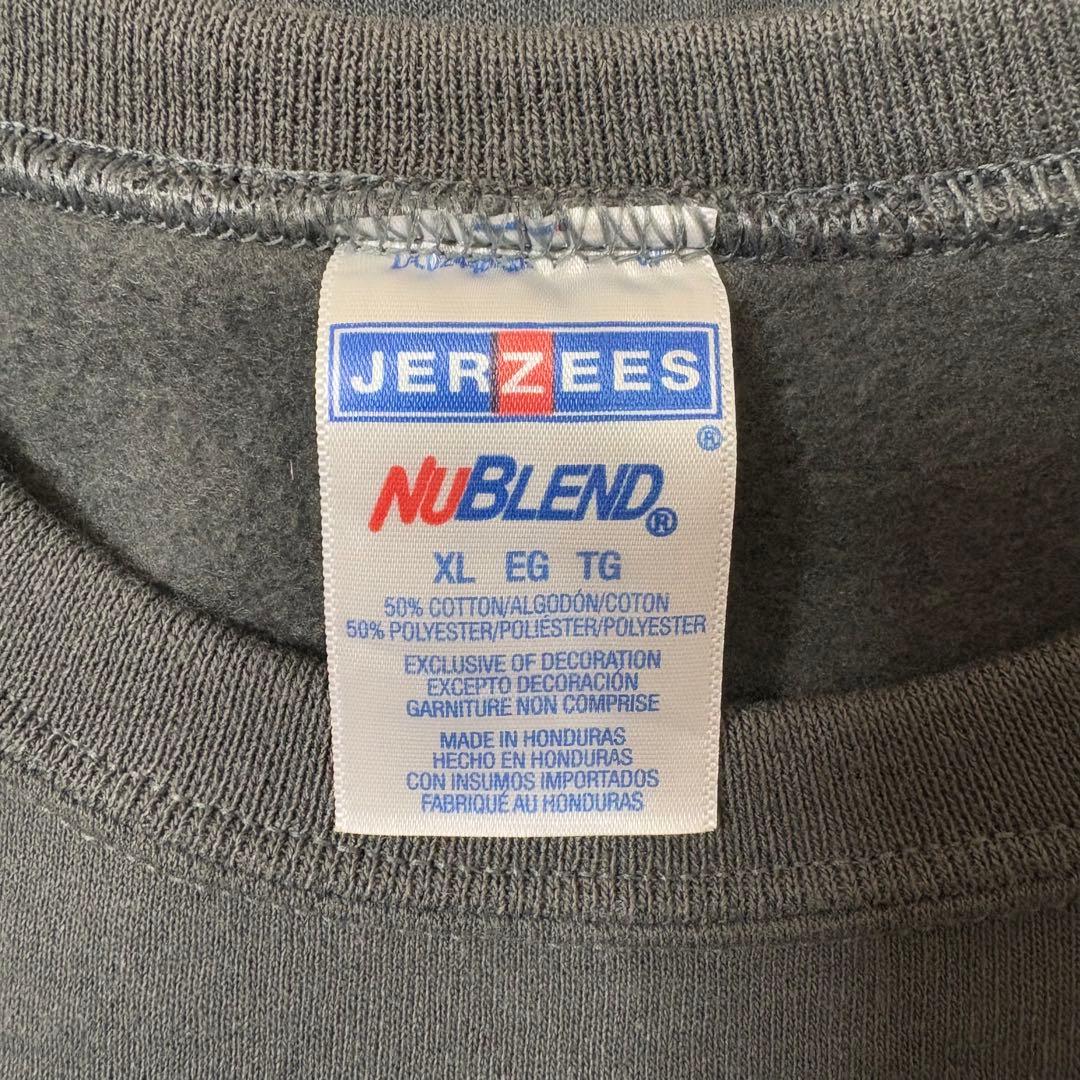 JERZEES
®
NUBLEND®
XL EG TG
50% COTTON/ALGODÓN/COTON
50% POLYESTER/POLIÉSTER/POLYESTER
EXCLUSIVE OF DECORATION
EXCEPTO DECORACIÓN
GARNITURE NON COMPRISE
MADE IN HONDURAS
HECHO EN HONDURAS
CON INSUMOS IMPORTADOS
FABRIQUÉ AU HONDURAS